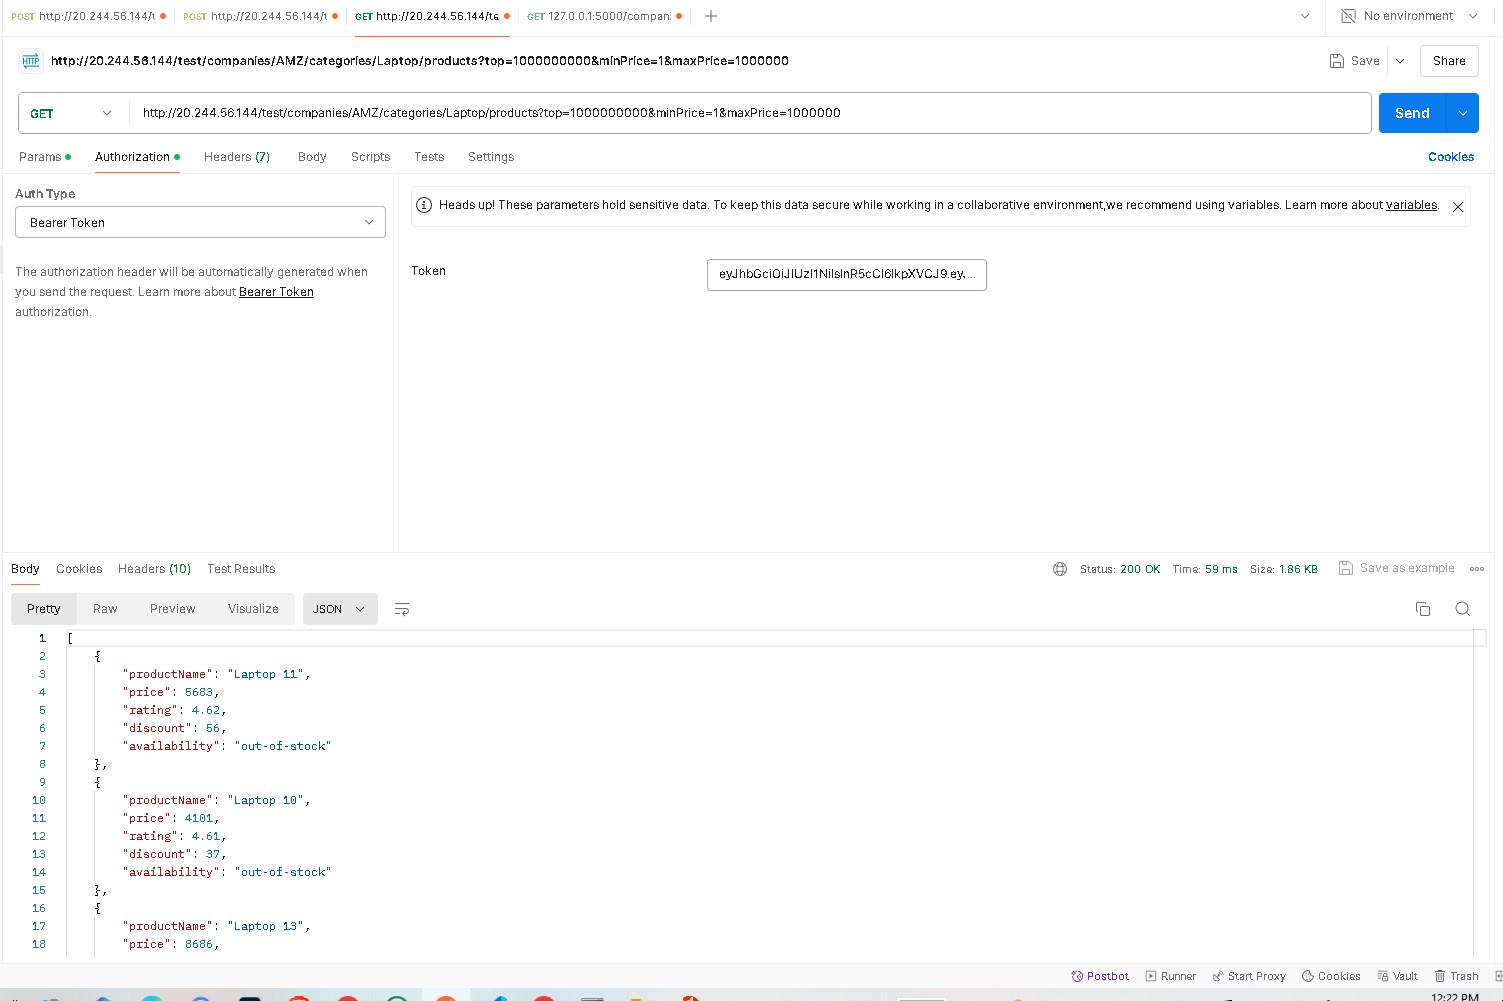 POST http://20.244.56.144/t POST http://20.244.56.144/t GET http://20.244.56.144/te GET 127.0.0.1:5000/compan No environment
HTTP http://20.244.56.144/test/companies/AMZ/categories/Laptop/products?top=1000000000&minPrice=1&maxPrice=1000000 Save Share
GET http://20.244.56.144/test/companies/AMZ/categories/Laptop/products?top=1000000000&minPrice=1&maxPrice=1000000 Send
Params Authorization Headers (7) Body Scripts Tests Settings Cookies
Auth Type
Bearer Token
Heads up! These parameters hold sensitive data. To keep this data secure while working in a collaborative environment,we recommend using variables. Learn more about variables.
The authorization header will be automatically generated when
you send the request. Learn more about Bearer Token
authorization.
Token eyJhbGciOiJIUzI1NiIsInR5cCI6IkpXVCJ9.ey...
Body Cookies Headers (10) Test Results Status: 200 OK Time: 59 ms Size: 1.86 KB Save as example
Pretty Raw Preview Visualize JSON
1 [
2 {
3 "productName": "Laptop 11",
4 "price": 5683,
5 "rating": 4.62,
6 "discount": 56,
7 "availability": "out-of-stock"
8 },
9 {
10 "productName": "Laptop 10",
11 "price": 4101,
12 "rating": 4.61,
13 "discount": 37,
14 "availability": "out-of-stock"
15 },
16 {
17 "productName": "Laptop 13",
18 "price": 8686,
Postbot Runner Start Proxy Cookies Vault Trash
12:22 PM